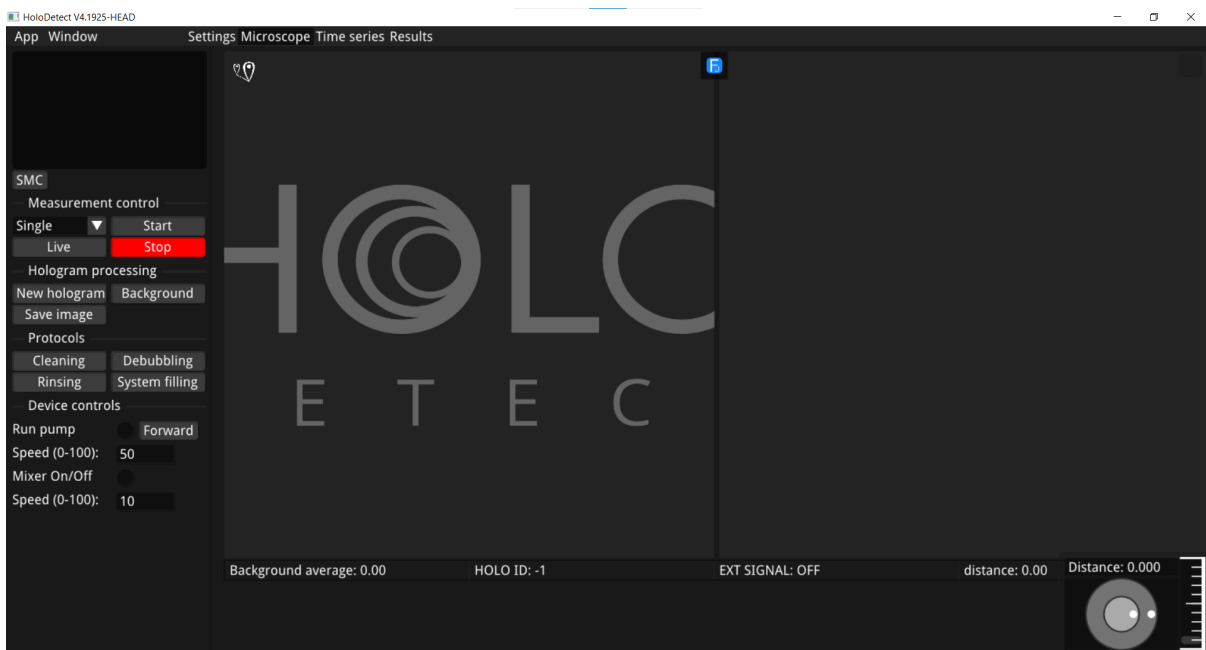 HoloDetect V4.1925-HEAD
App Window Settings Microscope Time series Results
SMC
Measurement control
Single Start
Live Stop
Hologram processing
New hologram Background
Save image
Protocols
Cleaning Debubbling
Rinsing System filling
Device controls
Run pump Forward
Speed (0-100): 50
Mixer On/Off
Speed (0-100): 10
HOLO
ETEC
Background average: 0.00 HOLO ID: -1 EXT SIGNAL: OFF distance: 0.00
Distance: 0.000